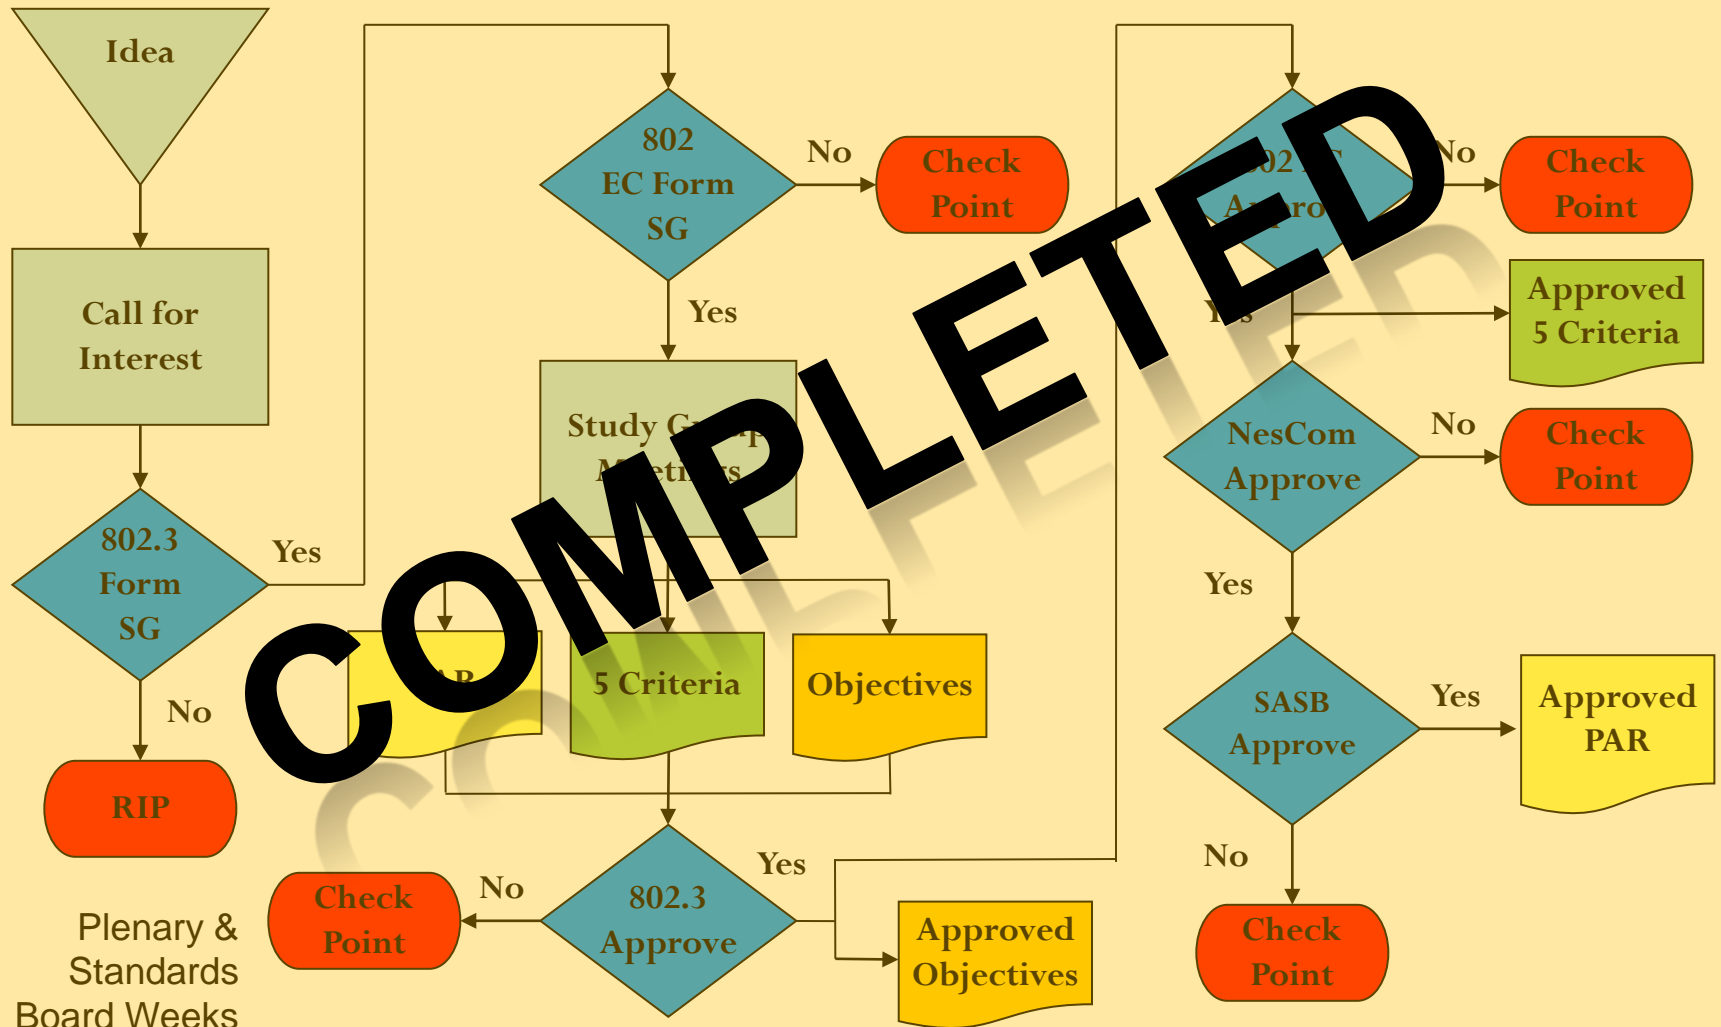 Idea
Call for
Interest
802.3
Form
SG
Yes
No
RIP
Plenary &
Standards
Board Weeks
802
EC Form
SG
No
Check
Point
Yes
Study
5 Criteria
Objectives
802.3
Approve
No
Check
Point
Yes
Approved
Objectives
No
Check
Point
Yes
Approved
5 Criteria
NesCom
Approve
No
Check
Point
Yes
SASB
Approve
Yes
Approved
PAR
No
Check
Point
COMPLETED